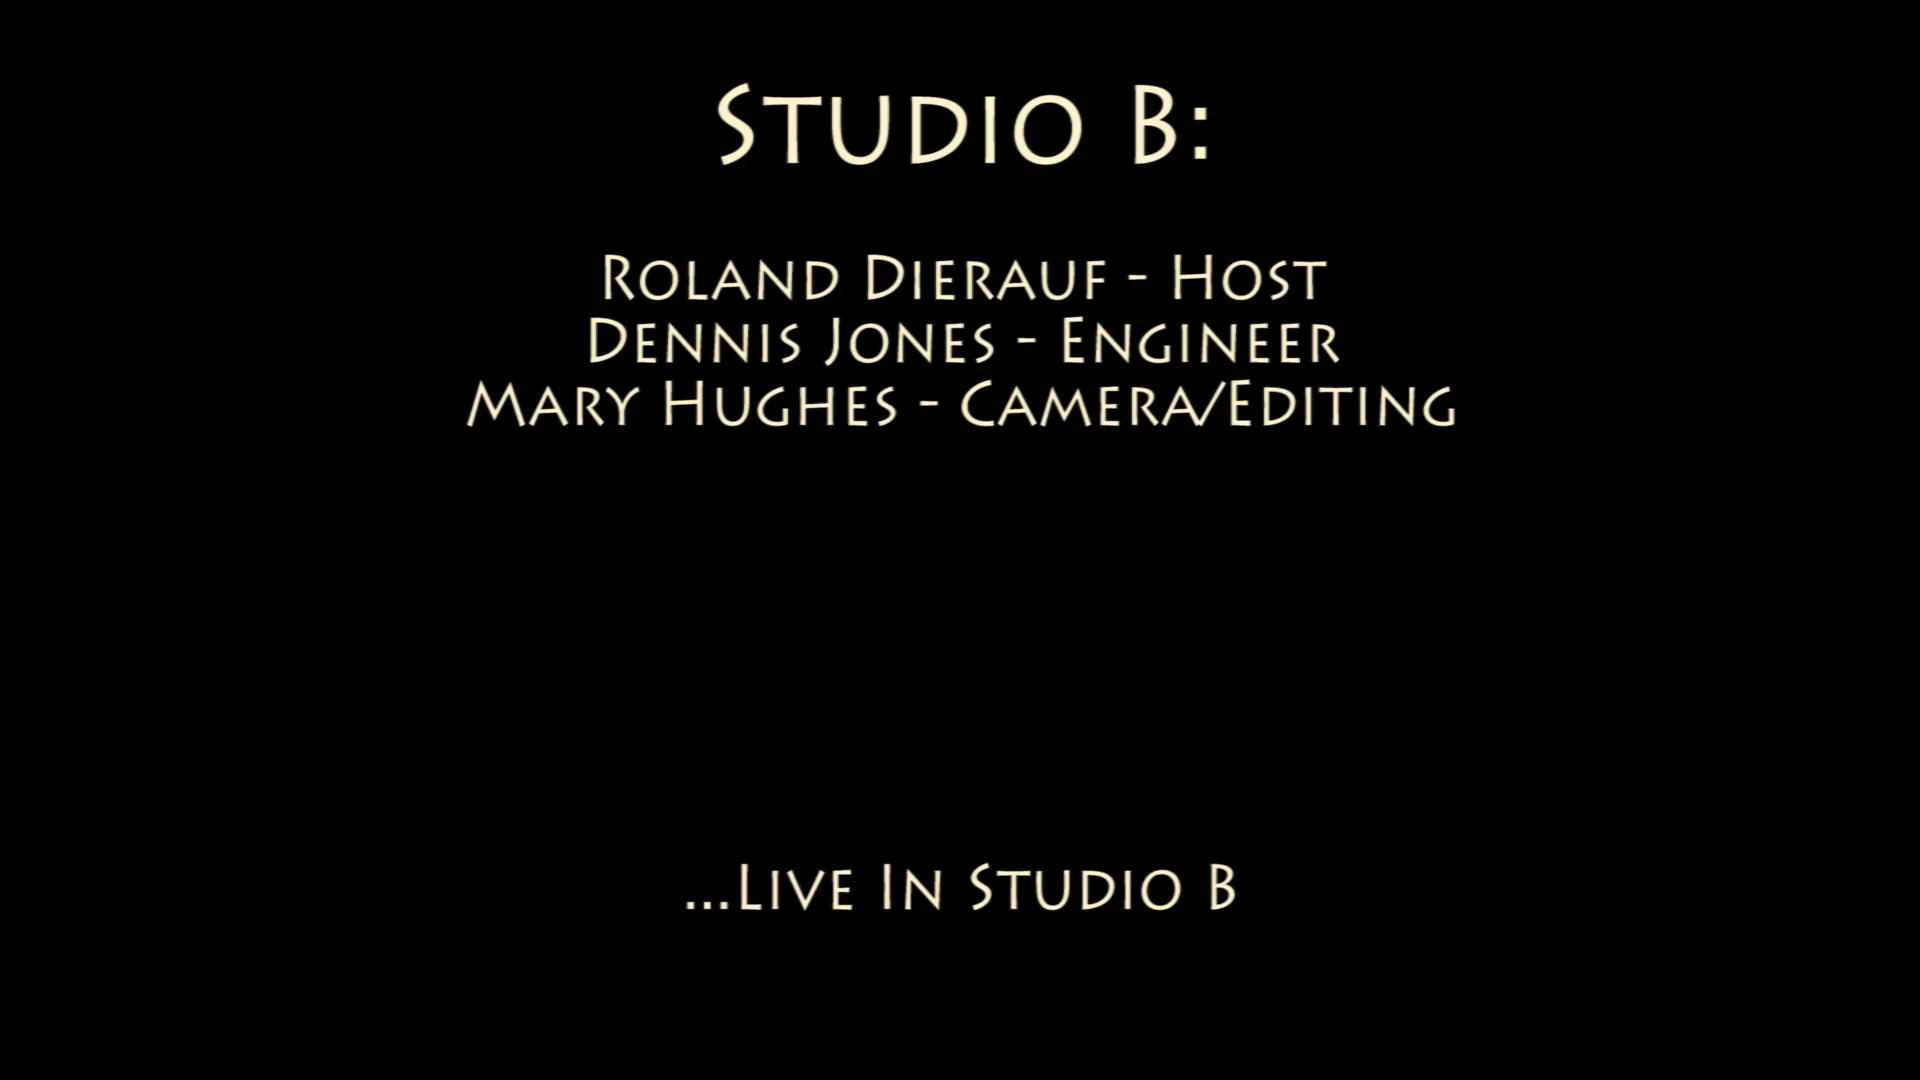 Studio B:
Roland Dierauf - Host
Dennis Jones - Engineer
Mary Hughes - Camera/Editing
...Live In Studio B